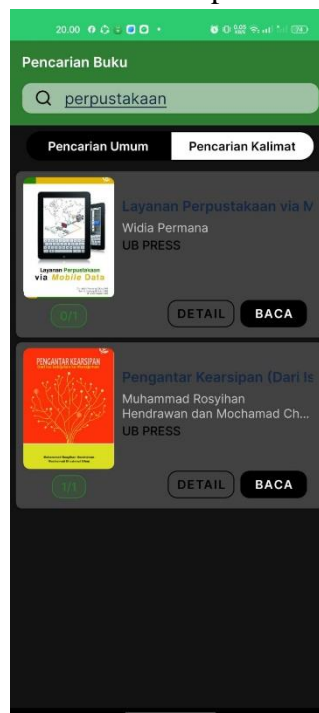 20.00
Pencarian Buku
perpustakaan
Pencarian Umum Pencarian Kalimat
Layanan Perpustakaan via M
Widia Permana
UB PRESS
Layanan Perpustakaan
via Mobile Data
0/1 DETAIL BACA
PENGANTAR KEARSIPAN
Pengantar Kearsipan (Dari Is
Muhammad Rosyihan
Hendrawan dan Mochamad Ch...
UB PRESS
1/1 DETAIL BACA